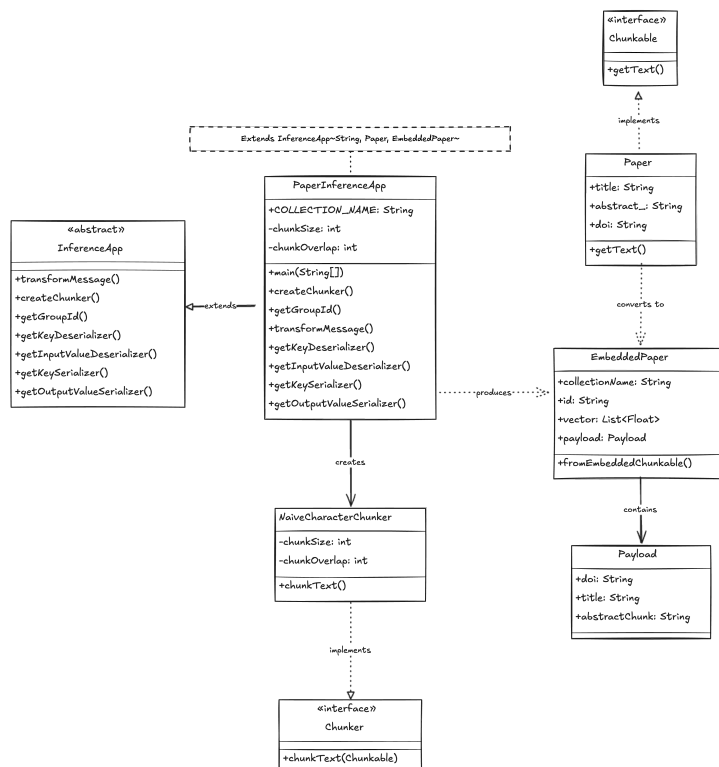 «interface»
Chunkable
+getText()
implements
Extends InferenceApp~String, Paper, EmbeddedPaper~
Paper
+title: String
+abstract_: String
+doi: String
+getText()
PaperInferenceApp
+COLLECTION_NAME: String
-chunkSize: int
-chunkOverlap: int
+main(String[])
+createChunker()
+getGroupId()
+transformMessage()
+getKeyDeserializer()
+getInputValueDeserializer()
+getKeySerializer()
+getOutputValueSerializer()
«abstract»
InferenceApp
+transformMessage()
+createChunker()
+getGroupId()
+getKeyDeserializer()
+getInputValueDeserializer()
+getKeySerializer()
+getOutputValueSerializer()
extends
converts to
EmbeddedPaper
+collectionName: String
+id: String
+vector: List<Float>
+payload: Payload
+fromEmbeddedChunkable()
produces
creates
contains
NaiveCharacterChunker
-chunkSize: int
-chunkOverlap: int
+chunkText()
Payload
+doi: String
+title: String
+abstractChunk: String
implements
«interface»
Chunker
+chunkText(Chunkable)